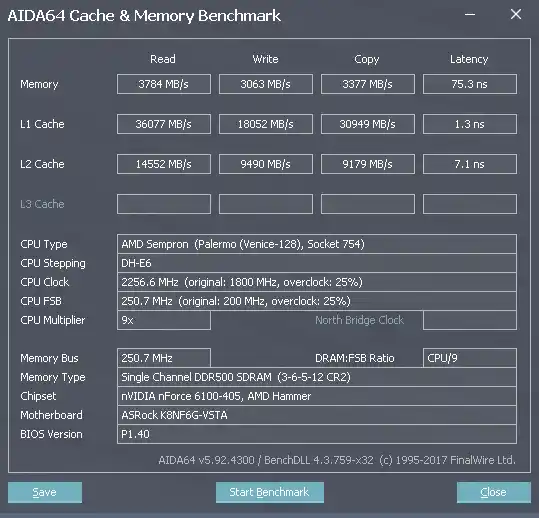 AIDA64 Cache & Memory Benchmark
Read Write Copy Latency
Memory 3784 MB/s 3063 MB/s 3377 MB/s 75.3 ns
L1 Cache 36077 MB/s 18052 MB/s 30949 MB/s 1.3 ns
L2 Cache 14552 MB/s 9490 MB/s 9179 MB/s 7.1 ns
L3 Cache
CPU Type AMD Sempron (Palermo (Venice-128), Socket 754)
CPU Stepping DH-E6
CPU Clock 2256.6 MHz (original: 1800 MHz, overclock: 25%)
CPU FSB 250.7 MHz (original: 200 MHz, overclock: 25%)
CPU Multiplier 9x North Bridge Clock
Memory Bus 250.7 MHz DRAM:FSB Ratio CPU/9
Memory Type Single Channel DDR500 SDRAM (3-6-5-12 CR2)
Chipset nVIDIA nForce 6100-405, AMD Hammer
Motherboard ASRock K8NF6G-VSTA
BIOS Version P1.40
AIDA64 v5.92.4300 / BenchDLL 4.3.759-x32 (c) 1995-2017 FinalWire Ltd.
Save Start Benchmark Close